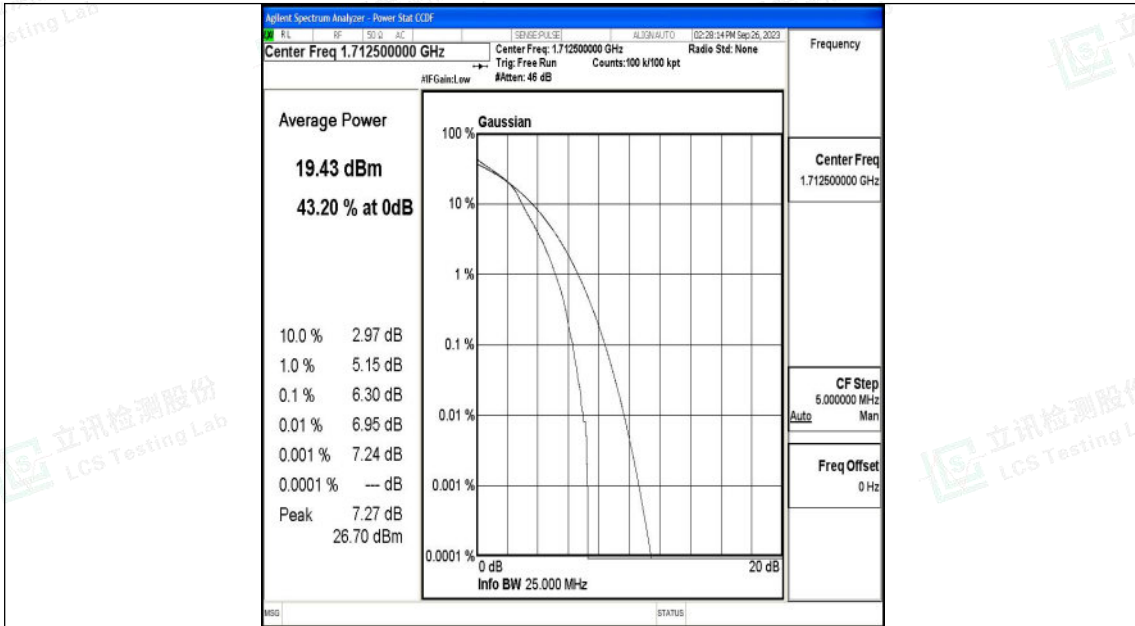 Agilent Spectrum Analyzer - Power Stat CCDF
RL RF 50 Ω AC SENSE:PULSE ALIGNAUTO 02:28:14 PM Sep 26, 2023
Center Freq 1.712500000 GHz
Center Freq: 1.712500000 GHz Radio Std: None
Trig: Free Run Counts:100 k/100 kpt
#IFGain:Low #Atten: 46 dB
Frequency
Average Power
19.43 dBm
43.20 % at 0dB
10.0 % 2.97 dB
1.0 % 5.15 dB
0.1 % 6.30 dB
0.01 % 6.95 dB
0.001 % 7.24 dB
0.0001 % --- dB
Peak 7.27 dB
26.70 dBm
Gaussian
100 %
10 %
1 %
0.1 %
0.01 %
0.001 %
0.0001 %
0 dB 20 dB
Info BW 25.000 MHz
Center Freq
1.712500000 GHz
CF Step
5.000000 MHz
Auto Man
Freq Offset
0 Hz
MSG STATUS
立讯检测股份
LCS Testing Lab
立讯检测股份
LCS Testing L
sting Lab
立